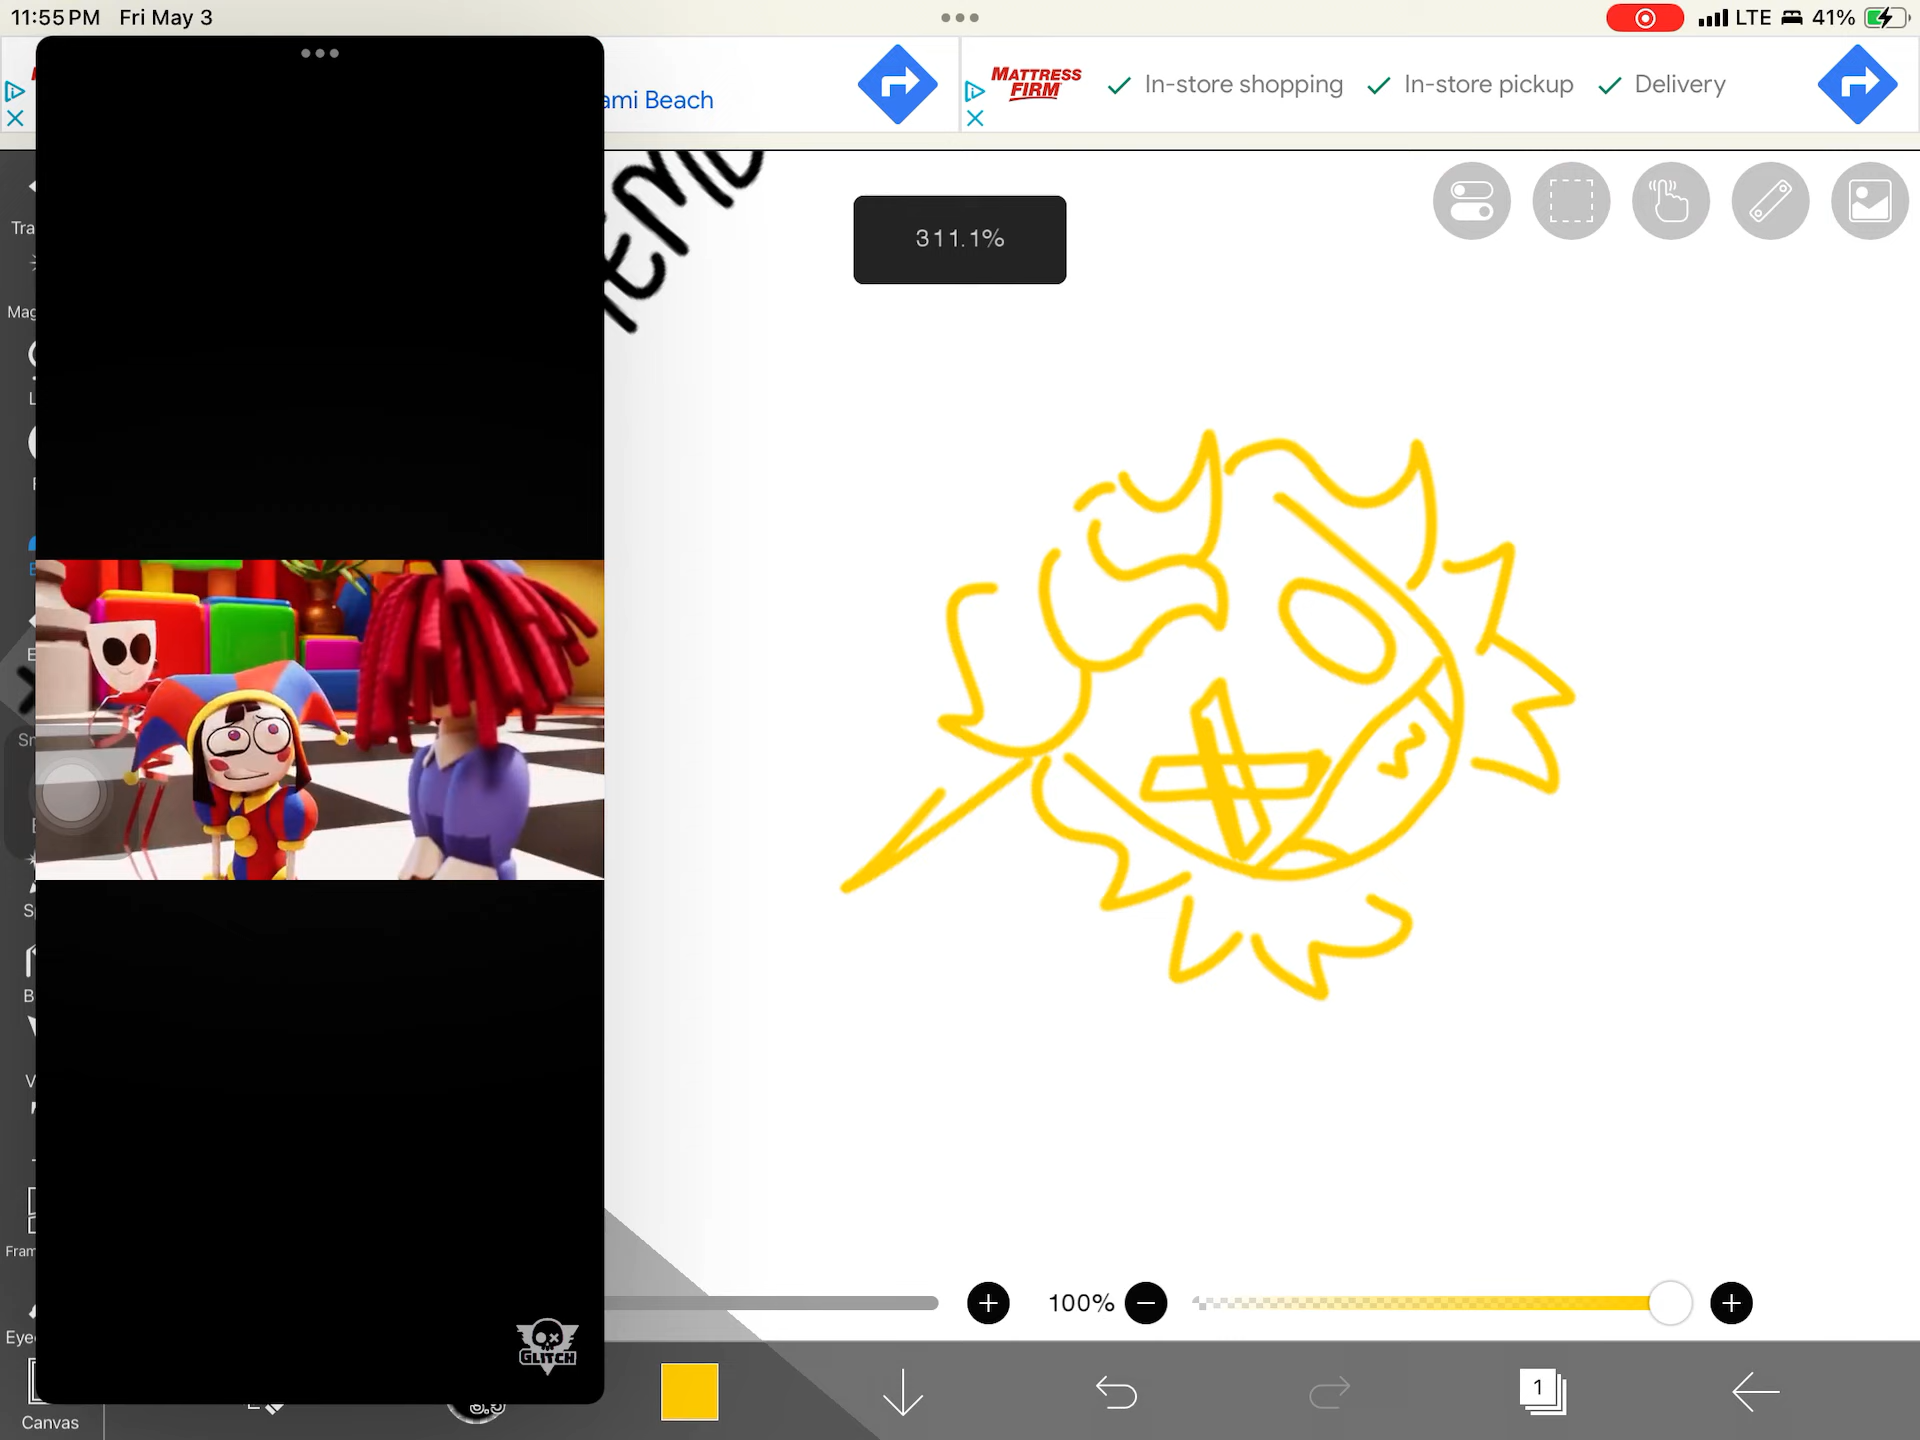 11:55 PM Fri May 3
LTE 41%
ami Beach
MATTRESS FIRM
In-store shopping
In-store pickup
Delivery
311.1%
Tra
Mag
L
Sn
S
B
V
Fram
Eye
Canvas
GLITCH
100%
1